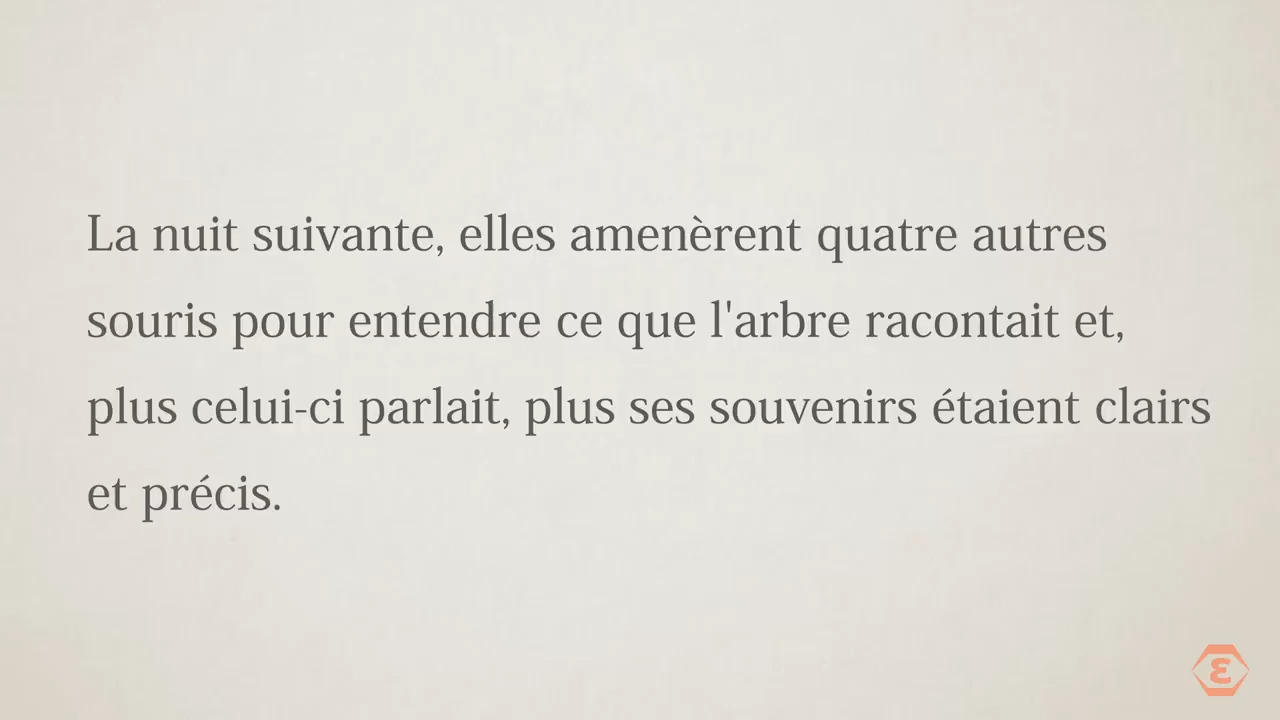 La nuit suivante, elles amenèrent quatre autres
souris pour entendre ce que l'arbre racontait et,
plus celui-ci parlait, plus ses souvenirs étaient clairs
et précis.
ε